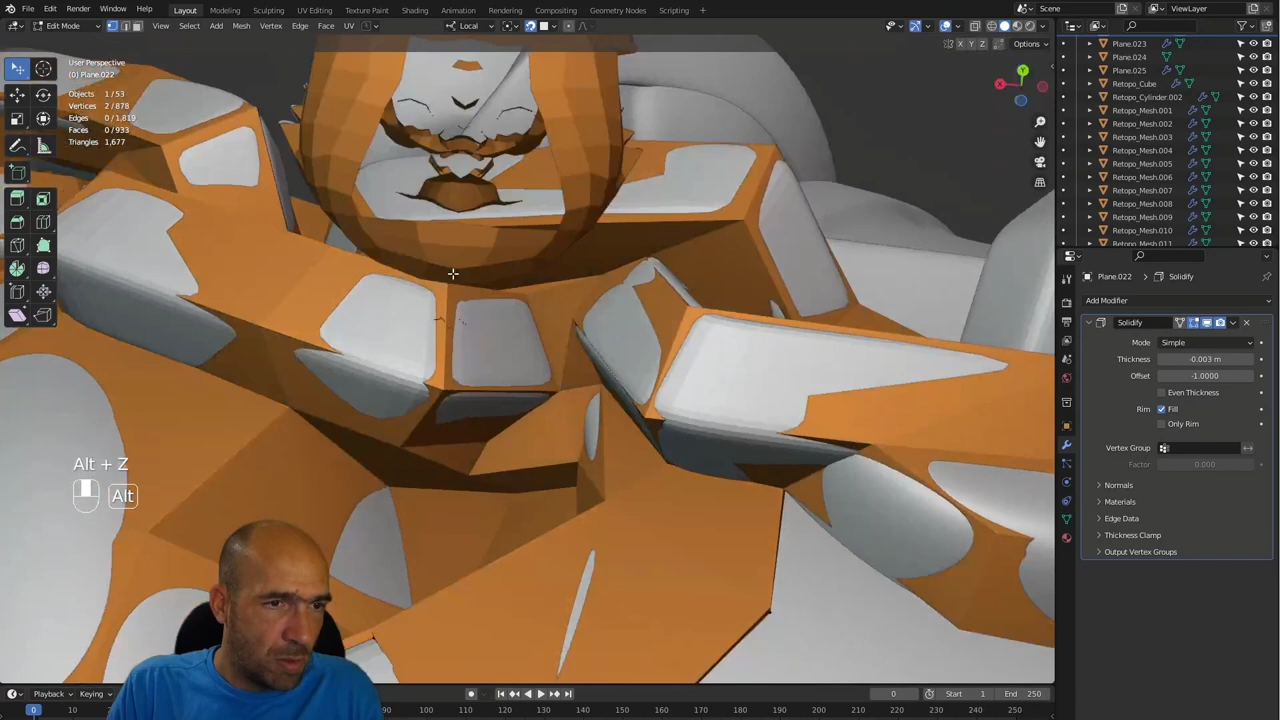 File Edit Render Window Help Layout Modeling Sculpting UV Editing Texture Paint Shading Animation Rendering Compositing Geometry Nodes Scripting Scene ViewLayer
Edit Mode View Select Add Mesh Vertex Edge Face UV Local
X Y Z Options
User Perspective
(0) Plane.022
Objects 1/53
Vertices 2/878
Edges 0/1,819
Faces 0/933
Triangles 1,677
Y
X
Plane.023
Plane.024
Plane.025
Retopo_Cube
Retopo_Cylinder.002
Retopo_Mesh.001
Retopo_Mesh.002
Retopo_Mesh.003
Retopo_Mesh.004
Retopo_Mesh.005
Retopo_Mesh.006
Retopo_Mesh.007
Retopo_Mesh.008
Retopo_Mesh.009
Retopo_Mesh.010
Retopo_Mesh.011
Plane.022 > Solidify
Add Modifier
Solidify
Mode Simple
Thickness -0.003 m
Offset -1.0000
Even Thickness
Rim Fill
Only Rim
Vertex Group
Factor 0.000
Normals
Materials
Edge Data
Thickness Clamp
Output Vertex Groups
Alt + Z
Alt
Playback Keying 0 Start 1 End 250
0 10 100 110 120 130 140 150 160 170 180 190 200 210 220 230 240 250